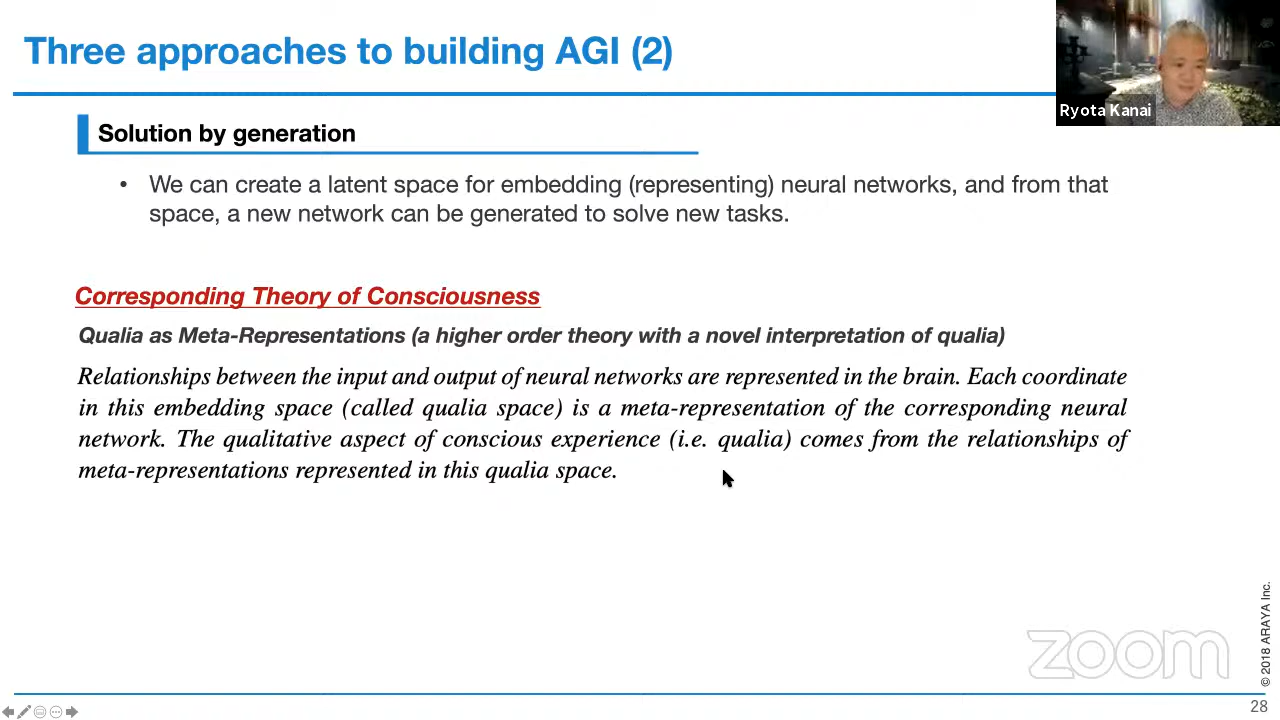 Three approaches to building AGI (2)
Ryota Kanai
Solution by generation
• We can create a latent space for embedding (representing) neural networks, and from that
space, a new network can be generated to solve new tasks.
Corresponding Theory of Consciousness
Qualia as Meta-Representations (a higher order theory with a novel interpretation of qualia)
Relationships between the input and output of neural networks are represented in the brain. Each coordinate
in this embedding space (called qualia space) is a meta-representation of the corresponding neural
network. The qualitative aspect of conscious experience (i.e. qualia) comes from the relationships of
meta-representations represented in this qualia space.
zoom
© 2018 ARAYA Inc.
28